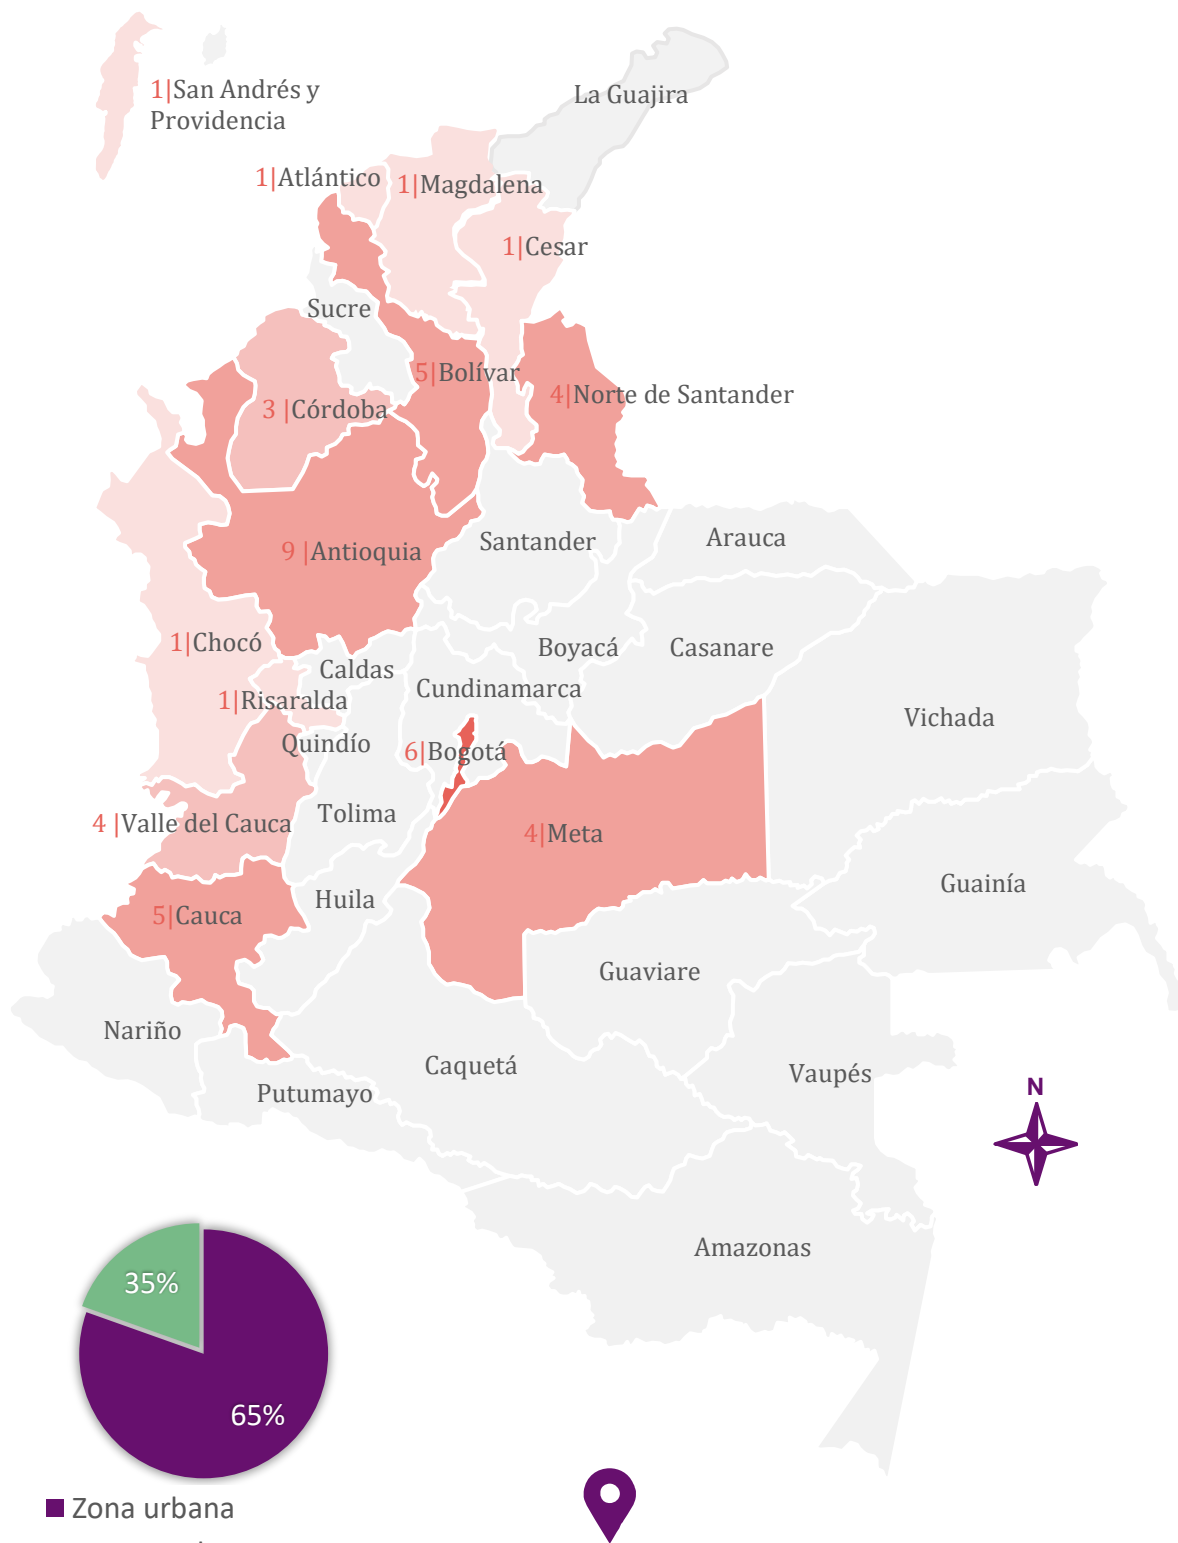 1|San Andrés y
Providencia
La Guajira
1|Atlántico
1|Magdalena
1|Cesar
Sucre
5|Bolívar
4|Norte de Santander
3 |Córdoba
Santander
Arauca
9 |Antioquia
1|Chocó
Boyacá
Casanare
Caldas
Cundinamarca
1|Risaralda
Vichada
Quindío
6|Bogotá
Tolima
4 |Valle del Cauca
4|Meta
Guainía
Huila
5|Cauca
Guaviare
Nariño
Caquetá
Vaupés
Putumayo
N
Amazonas
35%
65%
Zona urbana